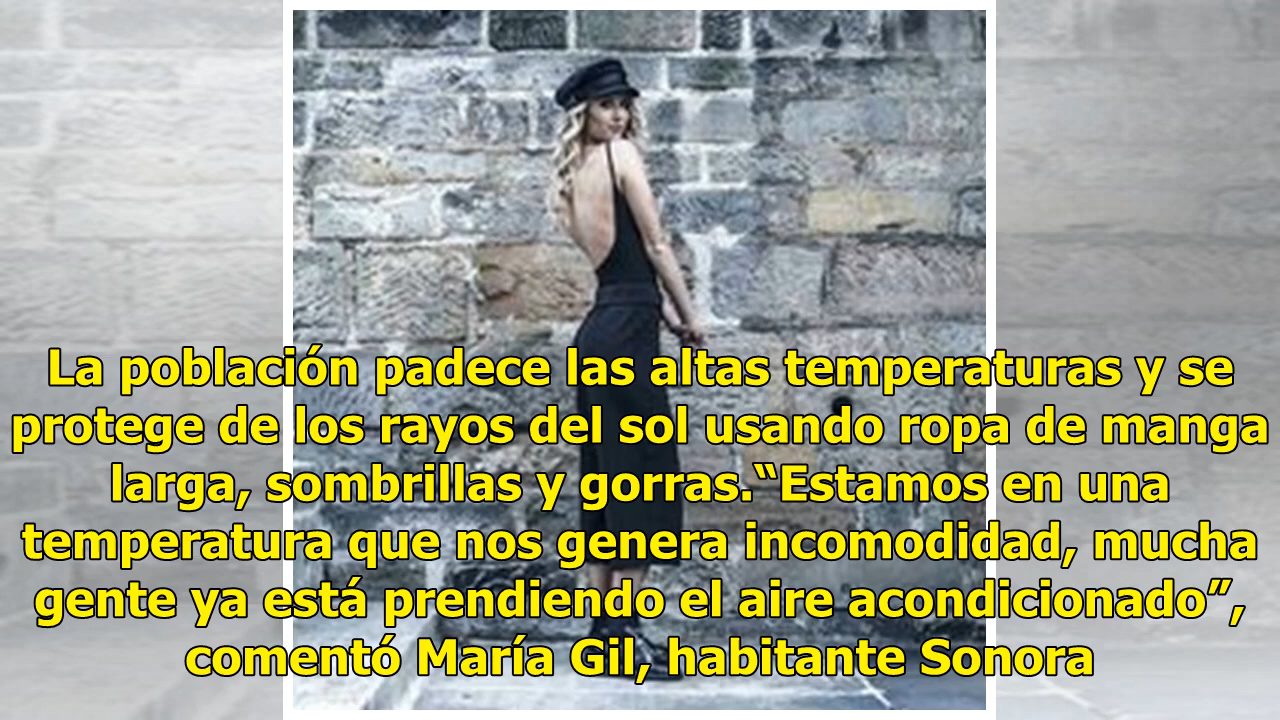 La población padece las altas temperaturas y se
protege de los rayos del sol usando ropa de manga
larga, sombrillas y gorras.“Estamos en una
temperatura que nos genera incomodidad, mucha
gente ya está prendiendo el aire acondicionado”,
comentó María Gil, habitante Sonora